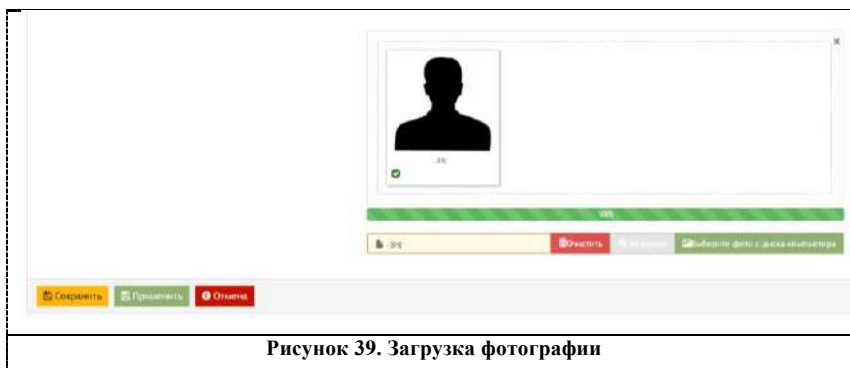 ×
.jpg
100%
.jpg
Очистить
Выберите фото с диска компьютера
Сохранить Применить Отмена
Рисунок 39. Загрузка фотографии